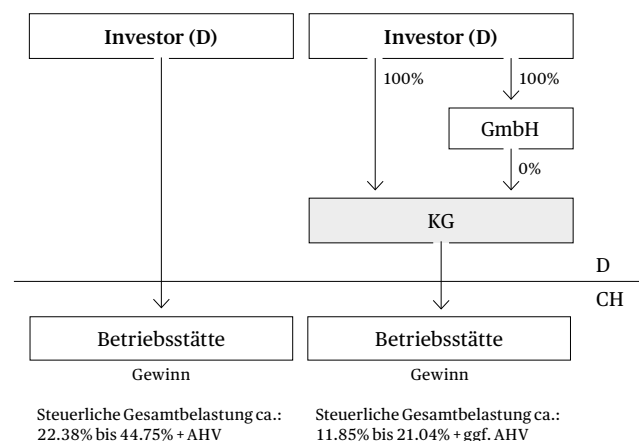 Investor (D)
Investor (D)
100%
100%
GmbH
0%
KG
D
CH
Betriebsstätte
Betriebsstätte
Gewinn
Gewinn
Steuerliche Gesamtbelastung ca.:
22.38% bis 44.75% + AHV
Steuerliche Gesamtbelastung ca.:
11.85% bis 21.04% + ggf. AHV